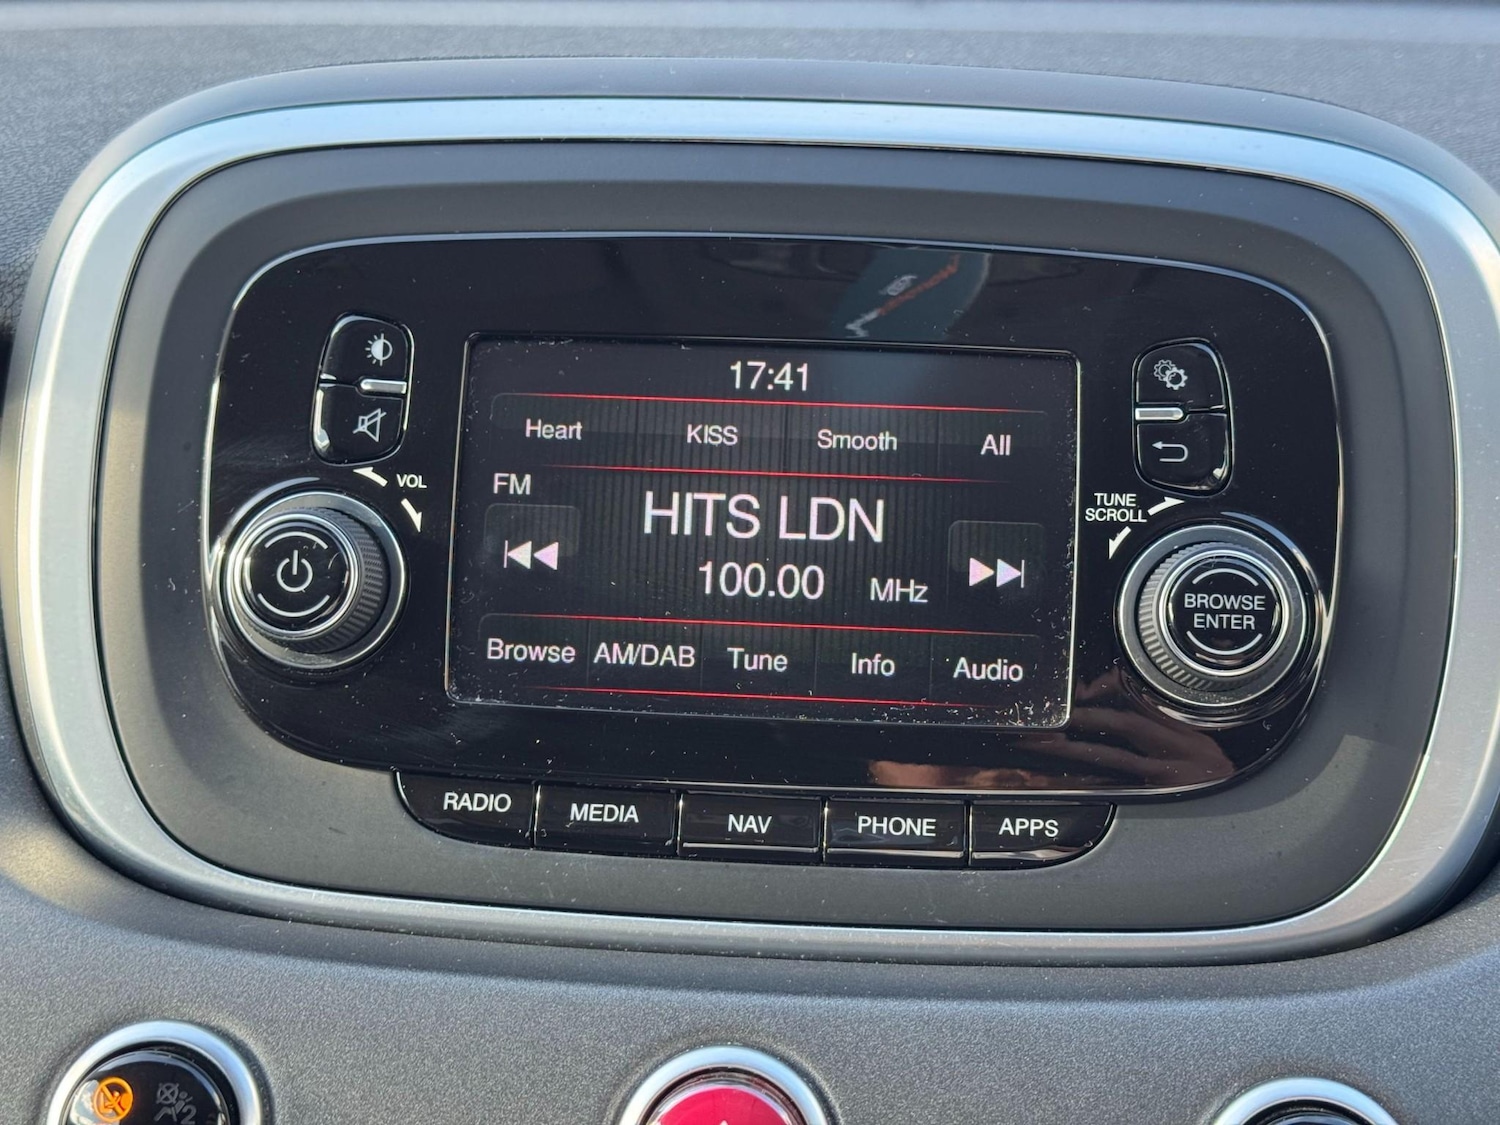 17:41
Heart KISS Smooth All
FM
HITS LDN
100.00 MHz
Browse AM/DAB Tune Info Audio
VOL
TUNE
SCROLL
BROWSE
ENTER
RADIO MEDIA NAV PHONE APPS
2